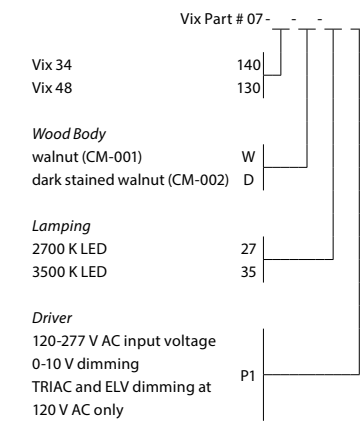 Vix Part # 07- - -
Vix 34 140
Vix 48 130
Wood Body
walnut (CM-001) W
dark stained walnut (CM-002) D
Lamping
2700 K LED 27
3500 K LED 35
Driver
120-277 V AC input voltage
0-10 V dimming
TRIAC and ELV dimming at P1
120 V AC only